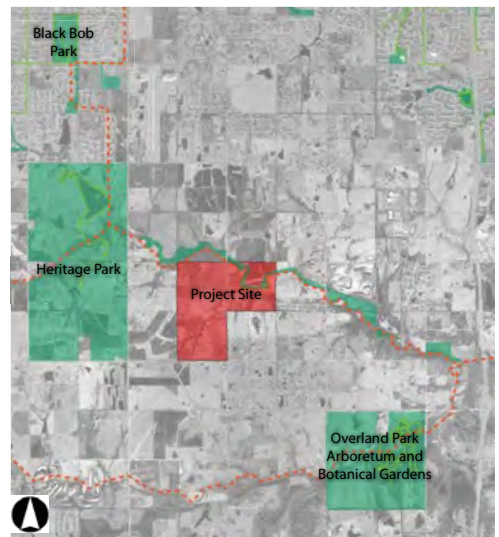 Black Bob
Park
Heritage Park
Project Site
Overland Park
Arboretum and
Botanical Gardens